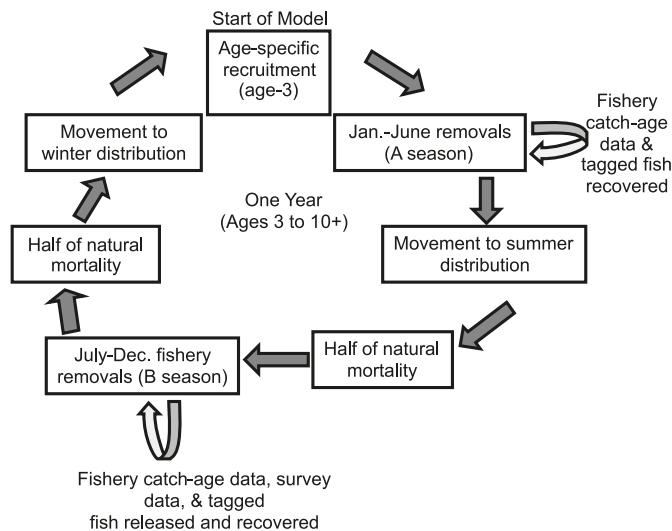 Start of Model
Age-specific
recruitment
(age-3)
Jan.-June removals
(A season)
Fishery
catch-age
data &
tagged fish
recovered
Movement to summer
distribution
Half of natural
mortality
July-Dec. fishery
removals (B season)
Fishery catch-age data, survey
data, & tagged
fish released and recovered
Half of natural
mortality
Movement to
winter distribution
One Year
(Ages 3 to 10+)